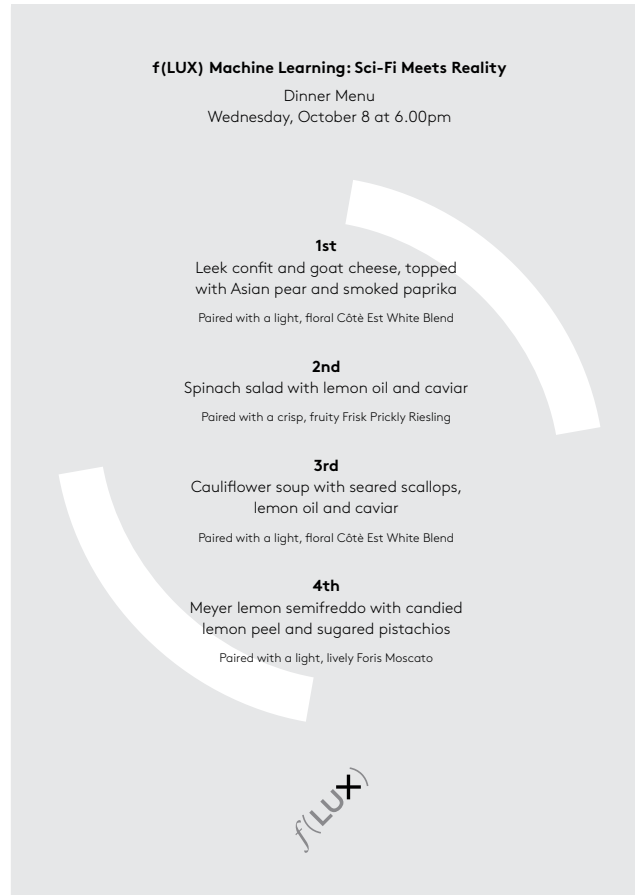 f(LUX) Machine Learning: Sci-Fi Meets Reality
Dinner Menu
Wednesday, October 8 at 6.00pm
1st
Leek confit and goat cheese, topped
with Asian pear and smoked paprika
Paired with a light, floral Côtè Est White Blend
2nd
Spinach salad with lemon oil and caviar
Paired with a crisp, fruity Frisk Prickly Riesling
3rd
Cauliflower soup with seared scallops,
lemon oil and caviar
Paired with a light, floral Côtè Est White Blend
4th
Meyer lemon semifreddo with candied
lemon peel and sugared pistachios
Paired with a light, lively Foris Moscato
f(LUX)